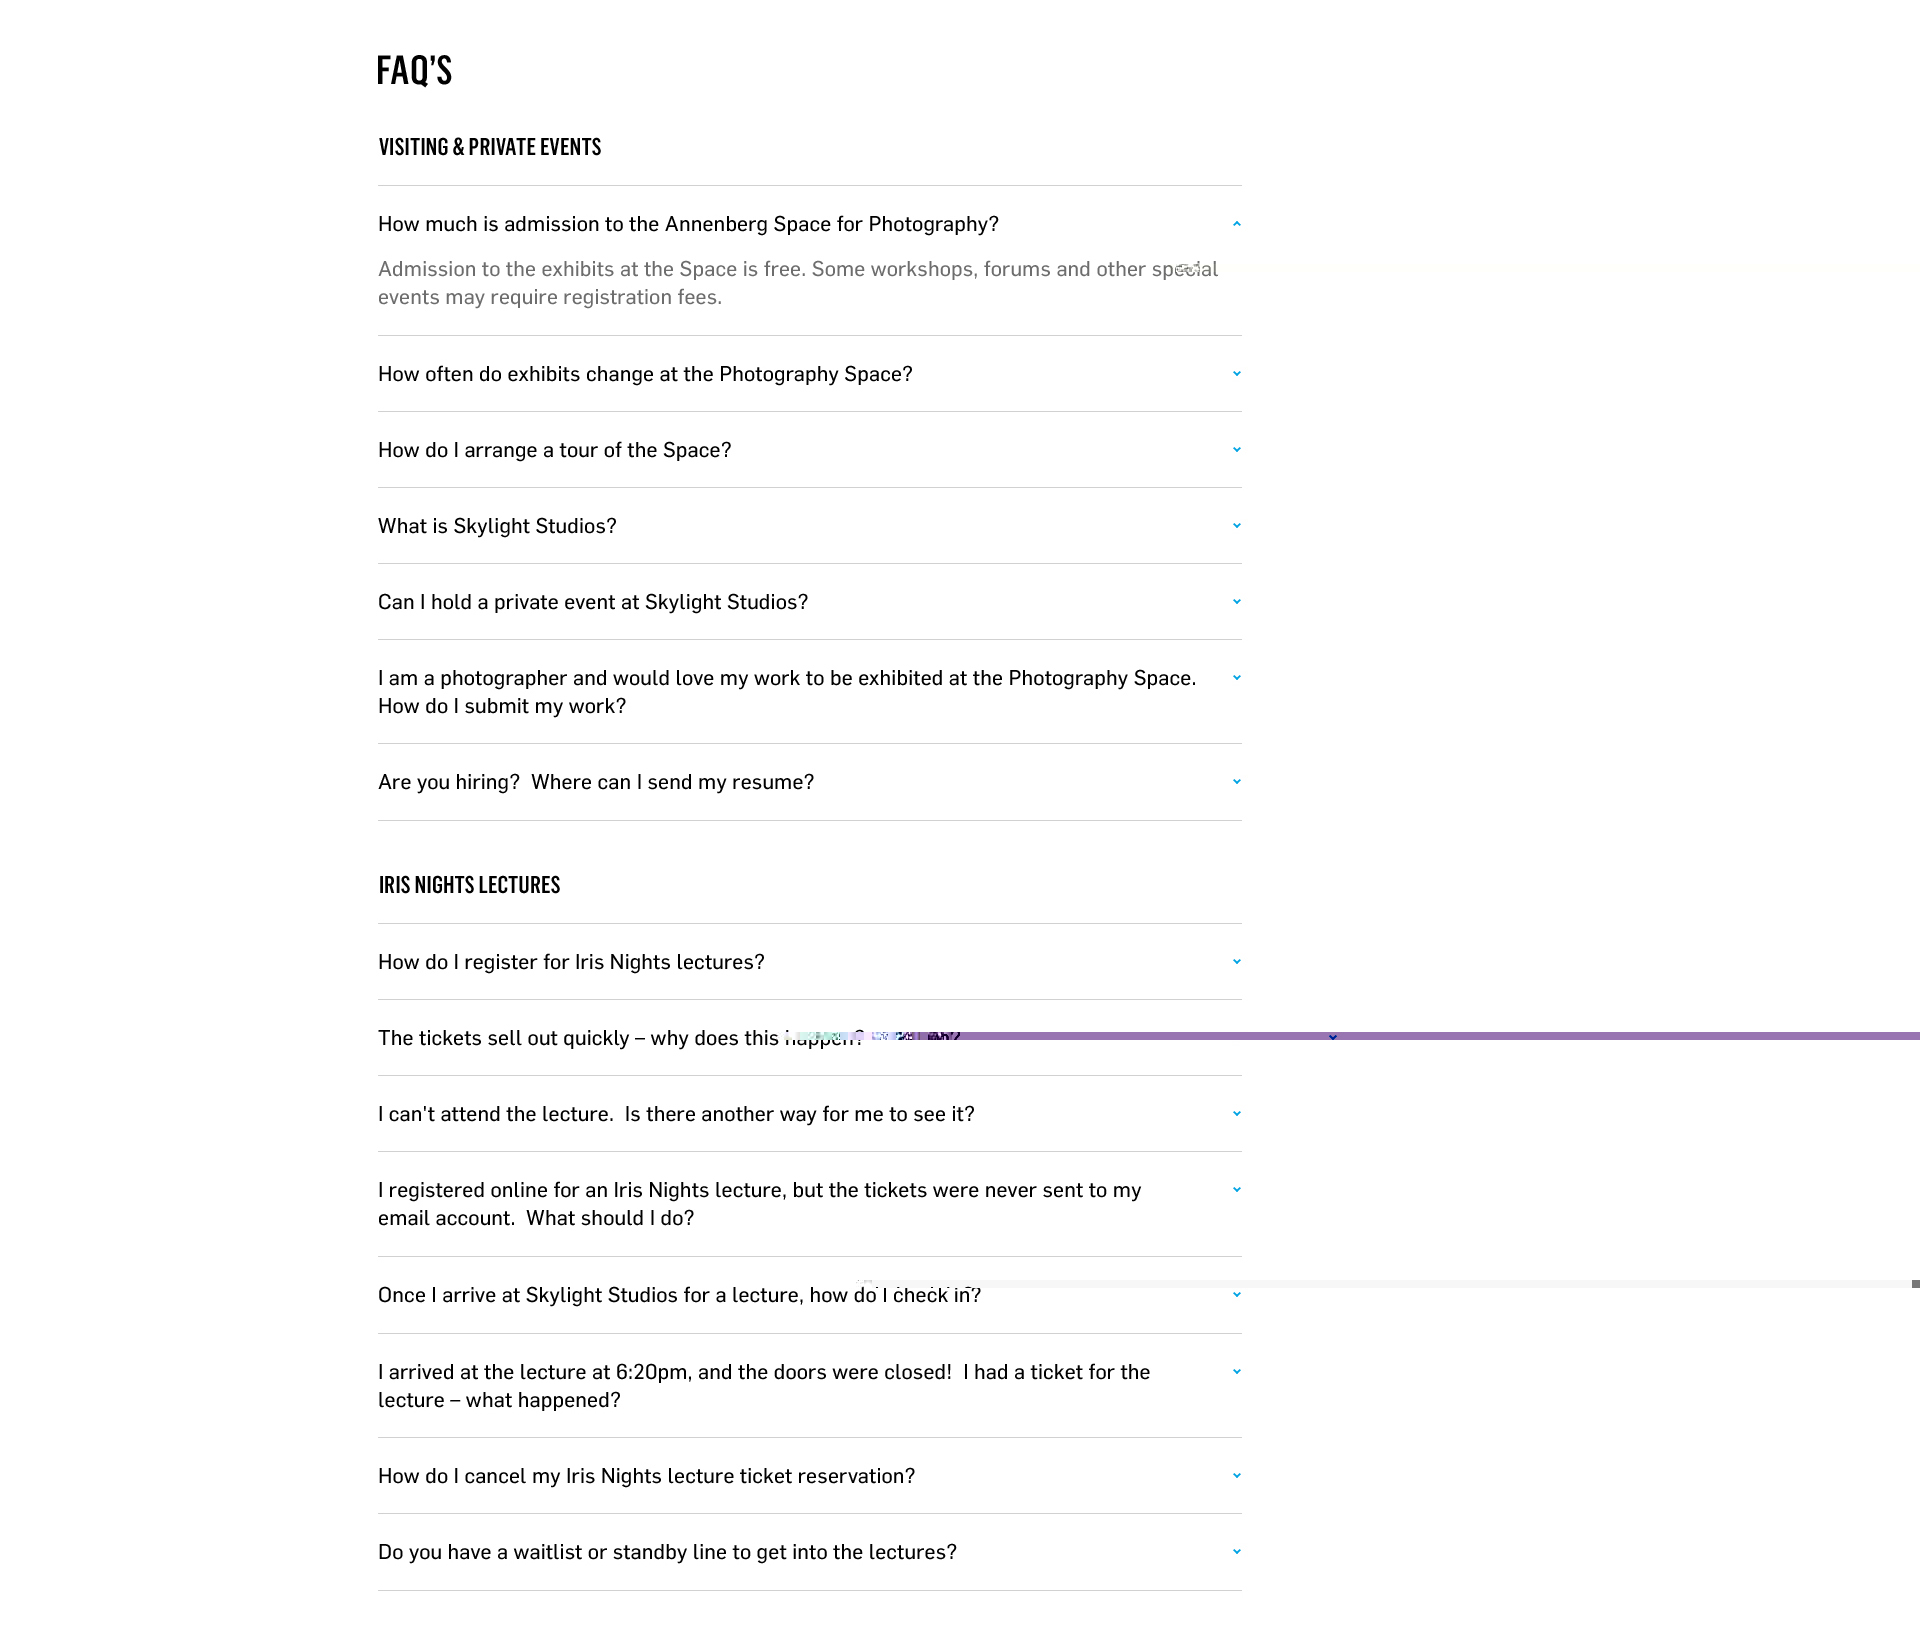 FAQ'S
VISITING & PRIVATE EVENTS
How much is admission to the Annenberg Space for Photography?
Admission to the exhibits at the Space is free. Some workshops, forums and other special
events may require registration fees.
How often do exhibits change at the Photography Space?
How do I arrange a tour of the Space?
What is Skylight Studios?
Can I hold a private event at Skylight Studios?
I am a photographer and would love my work to be exhibited at the Photography Space.
How do I submit my work?
Are you hiring?  Where can I send my resume?
IRIS NIGHTS LECTURES
How do I register for Iris Nights lectures?
The tickets sell out quickly – why does this happen?
I can't attend the lecture.  Is there another way for me to see it?
I registered online for an Iris Nights lecture, but the tickets were never sent to my
email account.  What should I do?
Once I arrive at Skylight Studios for a lecture, how do I check in?
I arrived at the lecture at 6:20pm, and the doors were closed!  I had a ticket for the
lecture – what happened?
How do I cancel my Iris Nights lecture ticket reservation?
Do you have a waitlist or standby line to get into the lectures?